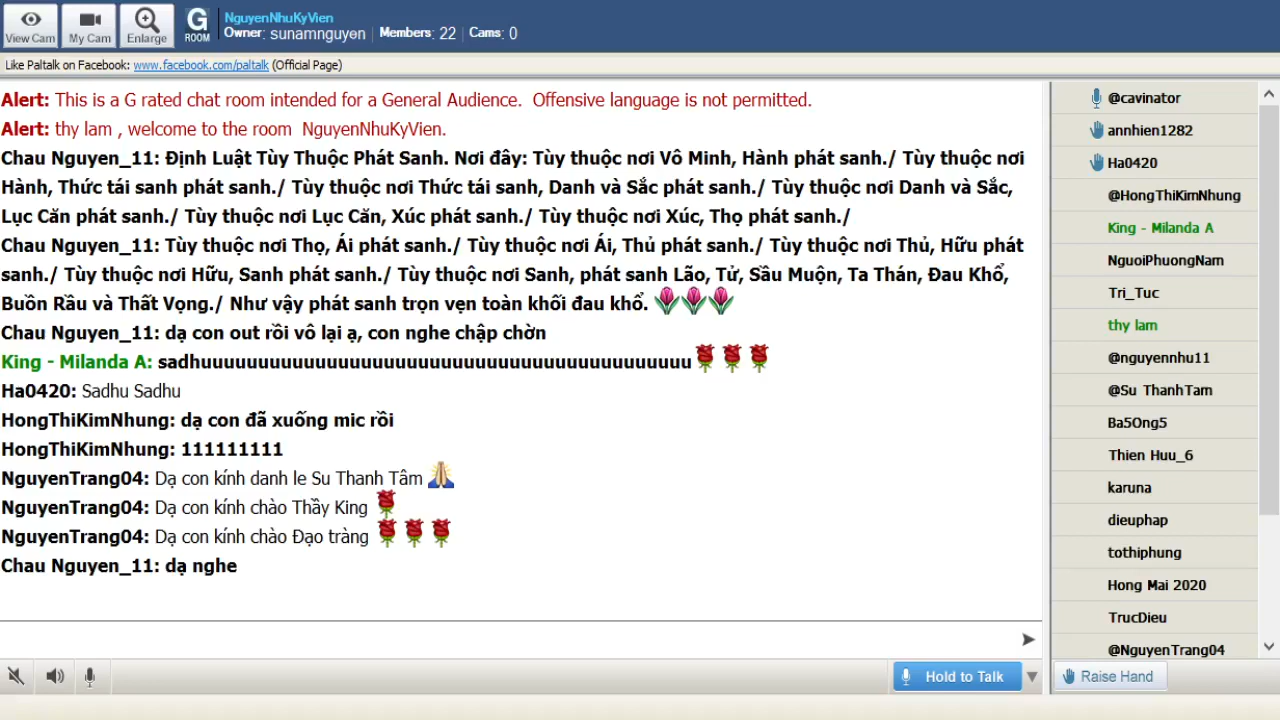 View Cam
My Cam
Enlarge
G
ROOM
NguyenNhuKyVien
Owner: sunamnguyen | Members: 22 | Cams: 0
Like Paltalk on Facebook: www.facebook.com/paltalk (Official Page)
Alert: This is a G rated chat room intended for a General Audience.  Offensive language is not permitted.
Alert: thy lam , welcome to the room  NguyenNhuKyVien.
Chau Nguyen_11: Định Luật Tùy Thuộc Phát Sanh. Nơi đây: Tùy thuộc nơi Vô Minh, Hành phát sanh./ Tùy thuộc nơi
Hành, Thức tái sanh phát sanh./ Tùy thuộc nơi Thức tái sanh, Danh và Sắc phát sanh./ Tùy thuộc nơi Danh và Sắc,
Lục Căn phát sanh./ Tùy thuộc nơi Lục Căn, Xúc phát sanh./ Tùy thuộc nơi Xúc, Thọ phát sanh./
Chau Nguyen_11: Tùy thuộc nơi Thọ, Ái phát sanh./ Tùy thuộc nơi Ái, Thủ phát sanh./ Tùy thuộc nơi Thủ, Hữu phát
sanh./ Tùy thuộc nơi Hữu, Sanh phát sanh./ Tùy thuộc nơi Sanh, phát sanh Lão, Tử, Sầu Muộn, Ta Thán, Đau Khổ,
Buồn Rầu và Thất Vọng./ Như vậy phát sanh trọn vẹn toàn khối đau khổ. 🌷🌷🌷
Chau Nguyen_11: dạ con out rồi vô lại ạ, con nghe chập chờn
King - Milanda A: sadhuuuuuuuuuuuuuuuuuuuuuuuuuuuuuuuuuuuuuuuuuuu🌹🌹🌹
Ha0420: Sadhu Sadhu
HongThiKimNhung: dạ con đã xuống mic rồi
HongThiKimNhung: 111111111
NguyenTrang04: Dạ con kính danh le Su Thanh Tâm 🙏
NguyenTrang04: Dạ con kính chào Thầy King 🌹
NguyenTrang04: Dạ con kính chào Đạo tràng 🌹🌹🌹
Chau Nguyen_11: dạ nghe
Hold to Talk
@cavinator
annhien1282
Ha0420
@HongThiKimNhung
King - Milanda A
NguoiPhuongNam
Tri_Tuc
thy lam
@nguyennhu11
@Su ThanhTam
Ba5Ong5
Thien Huu_6
karuna
dieuphap
tothiphung
Hong Mai 2020
TrucDieu
@NguyenTrang04
Raise Hand